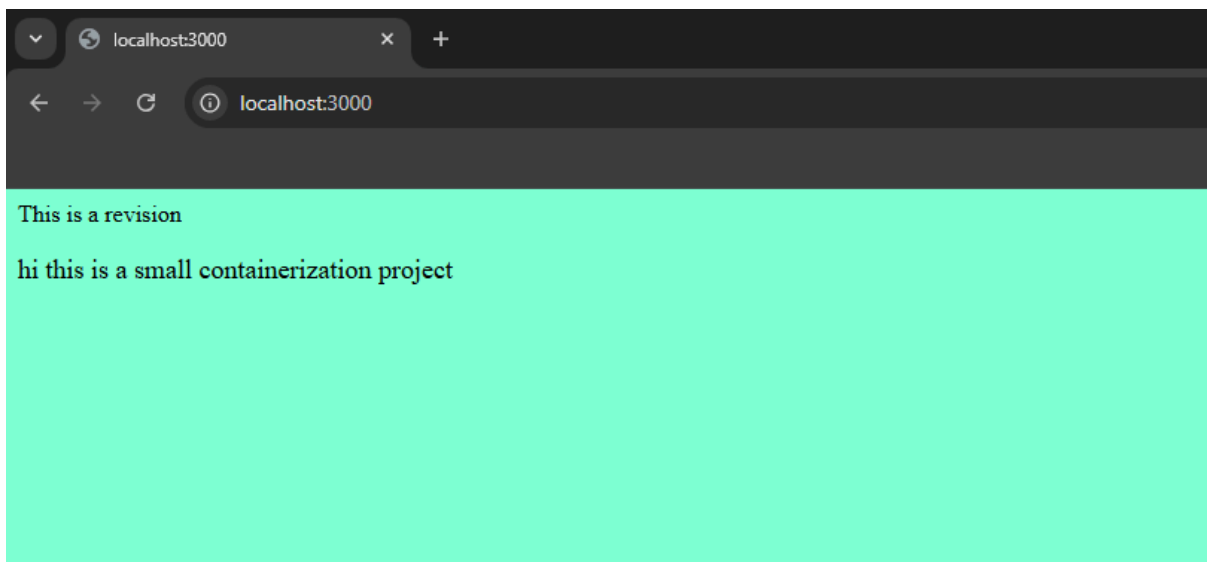 localhost:3000
localhost:3000
This is a revision
hi this is a small containerization project